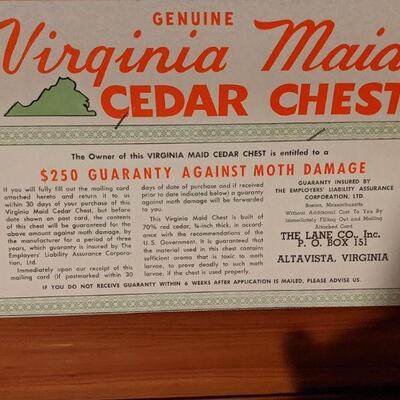 GENUINE
Virginia Maid
CEDAR CHEST
The Owner of this VIRGINIA MAID CEDAR CHEST is entitled to a
$250 GUARANTY AGAINST MOTH DAMAGE
If you will fully fill out the mailing card
attached hereto and return it to us
within 30 days of your purchase of this
Virginia Maid Cedar Chest, but before
date shown on post card, the contents
of this chest will be guaranteed for the
above amount against moth damage, by
the manufacturer for a period of three
years, which guaranty is insured by The
Employers' Liability Assurance Corpora-
tion, Ltd.
Immediately upon our receipt of this
mailing card (If postmarked within 30
days of date of purchase and if received
prior to date indicated below) a guaranty
against moth damage will be forwarded
to you.
This Virginia Maid Chest is built of
70% red cedar, ¾-inch thick, in accord-
ance with the recommendations of the
U.S. Government. It is guaranteed that
the material used in this chest contains
sufficient aroma that is toxic to moth
larvae, to prove deadly to such moth
larvae, if the chest is used properly.
GUARANTY INSURED BY
THE EMPLOYERS' LIABILITY ASSURANCE
CORPORATION, LTD.
Boston, Massachusetts
Without Additional Cost To You By
Immediately Filling Out and Mailing
Attached Card
THE LANE CO., Inc.
P. O. BOX 151
ALTAVISTA, VIRGINIA
IF YOU DO NOT RECEIVE GUARANTY WITHIN 6 WEEKS AFTER APPLICATION IS MAILED, PLEASE ADVISE US.